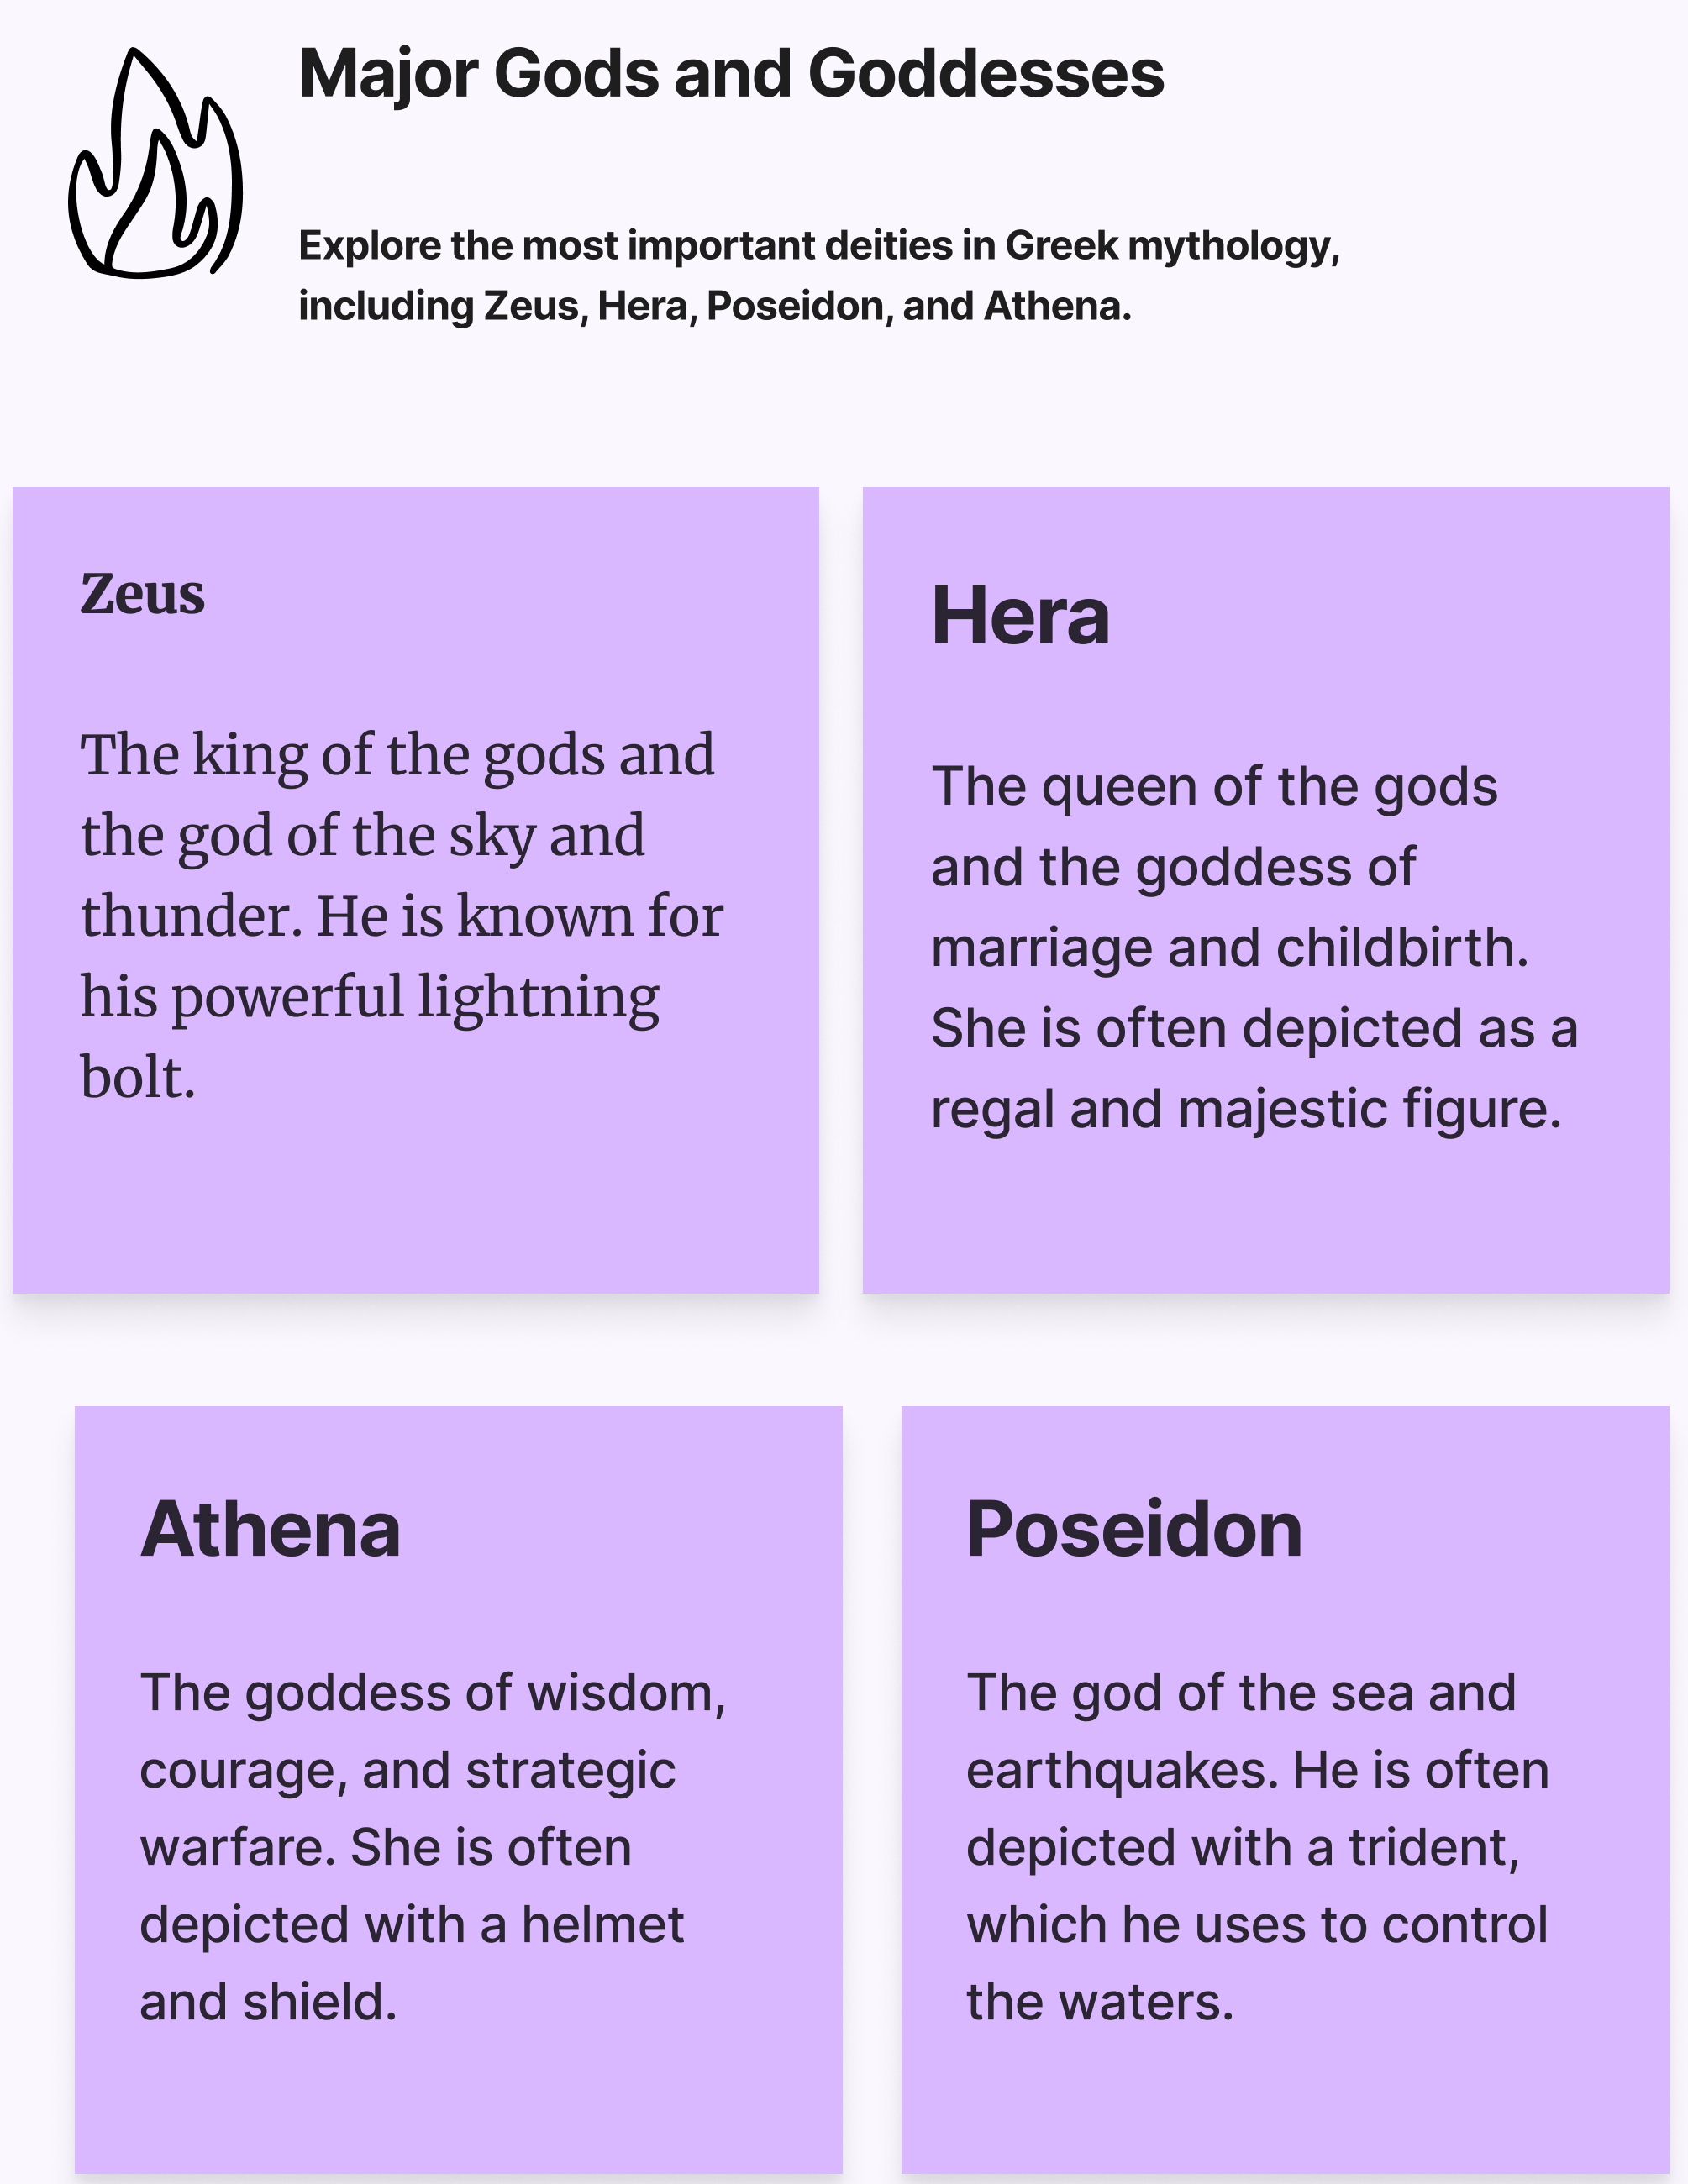 Major Gods and Goddesses
Explore the most important deities in Greek mythology,
including Zeus, Hera, Poseidon, and Athena.
Zeus
The king of the gods and
the god of the sky and
thunder. He is known for
his powerful lightning
bolt.
Hera
The queen of the gods
and the goddess of
marriage and childbirth.
She is often depicted as a
regal and majestic figure.
Athena
The goddess of wisdom,
courage, and strategic
warfare. She is often
depicted with a helmet
and shield.
Poseidon
The god of the sea and
earthquakes. He is often
depicted with a trident,
which he uses to control
the waters.